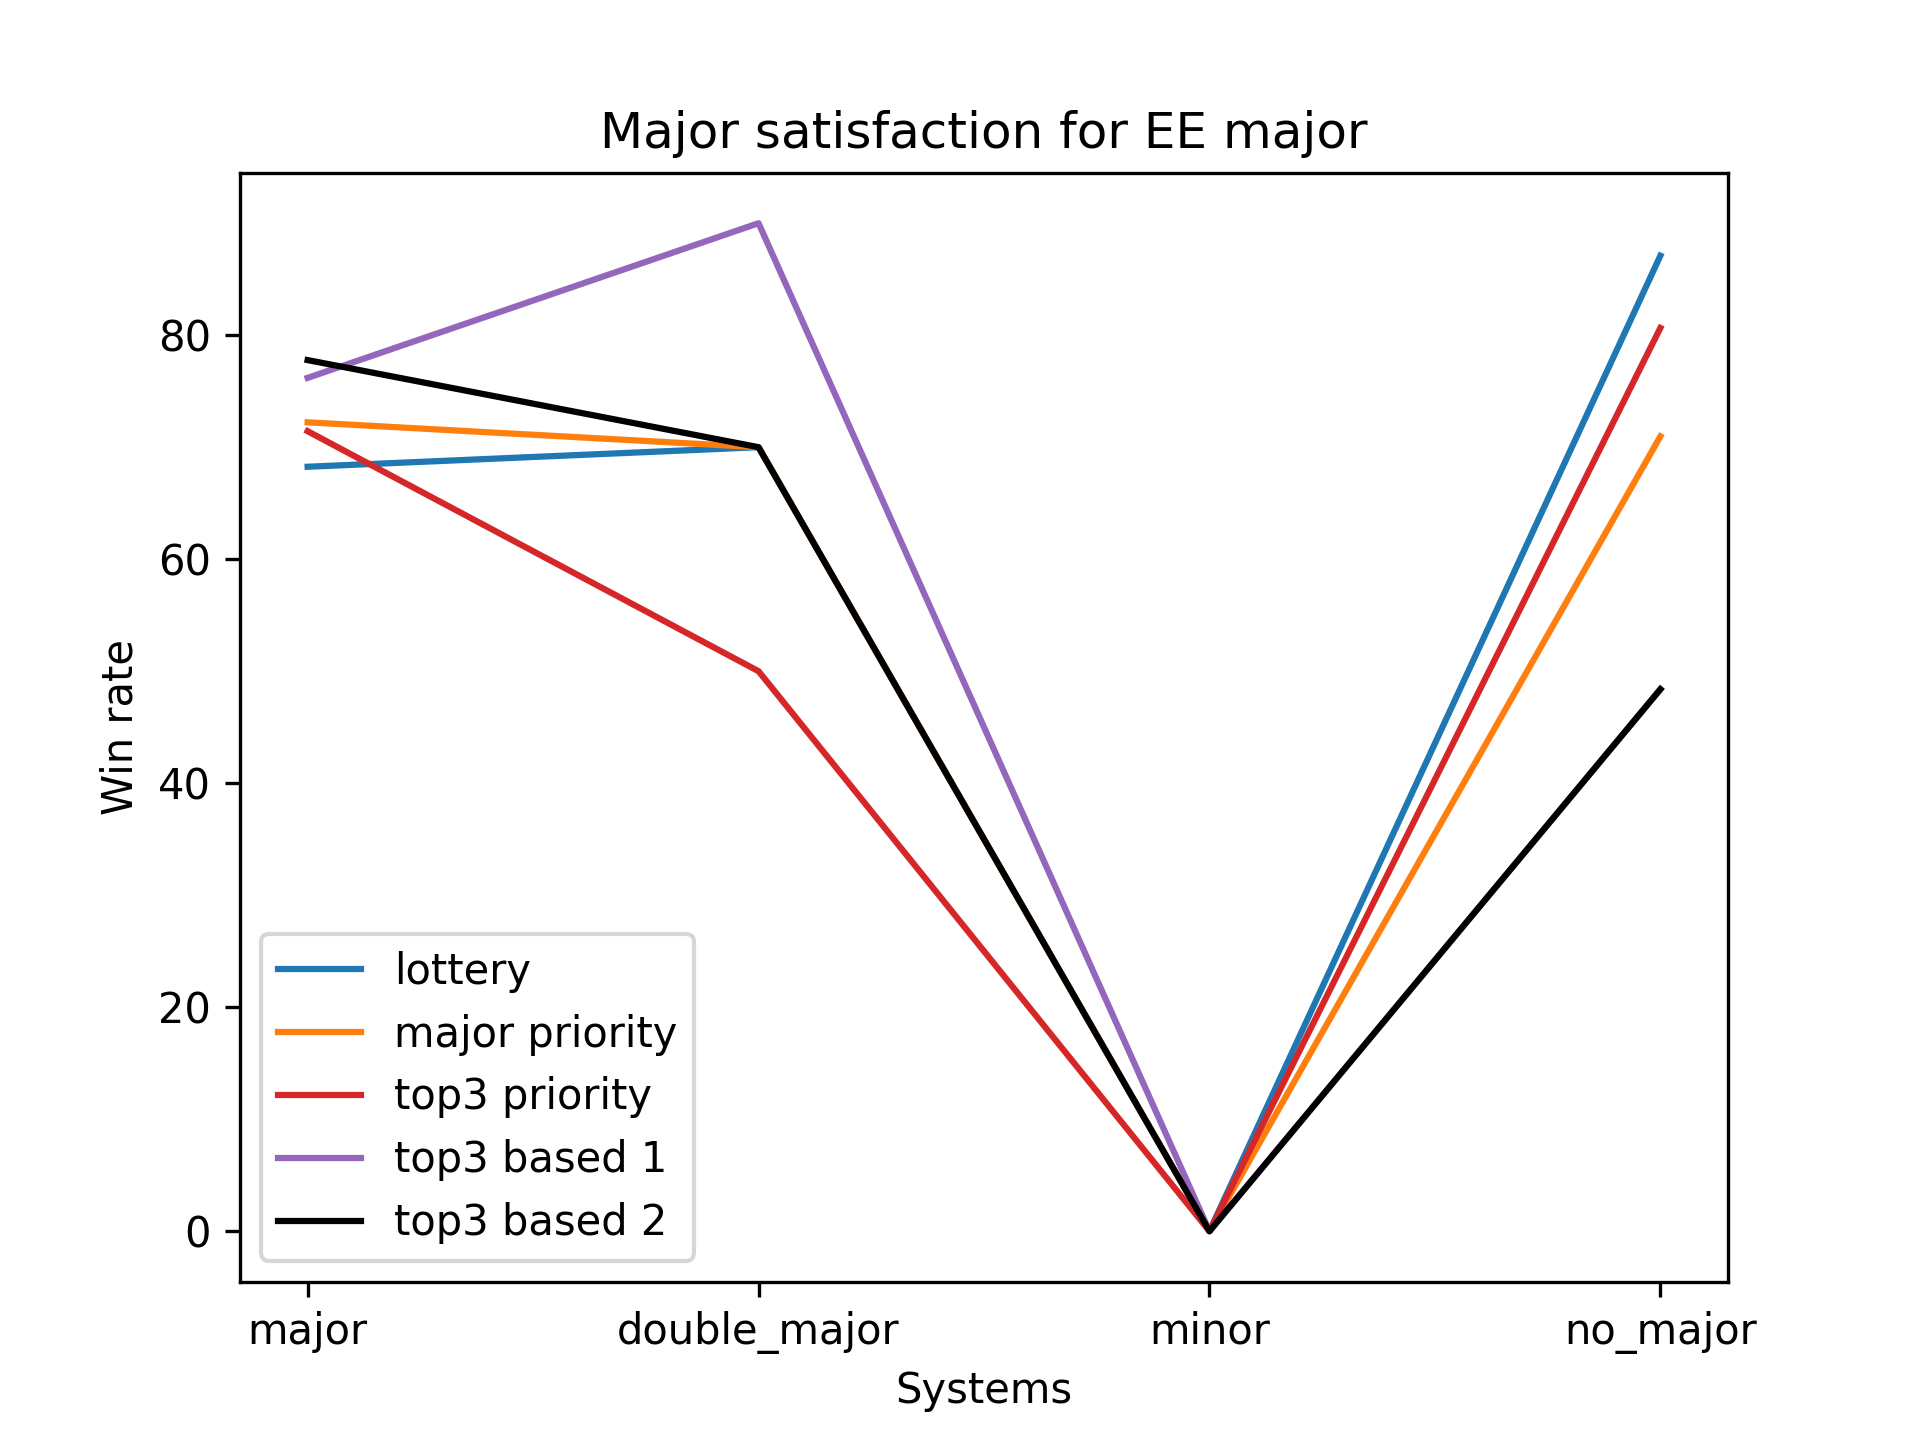 Major satisfaction for EE major
Win rate
80
60
40
20
0
lottery
major priority
top3 priority
top3 based 1
top3 based 2
major double_major minor no_major
Systems